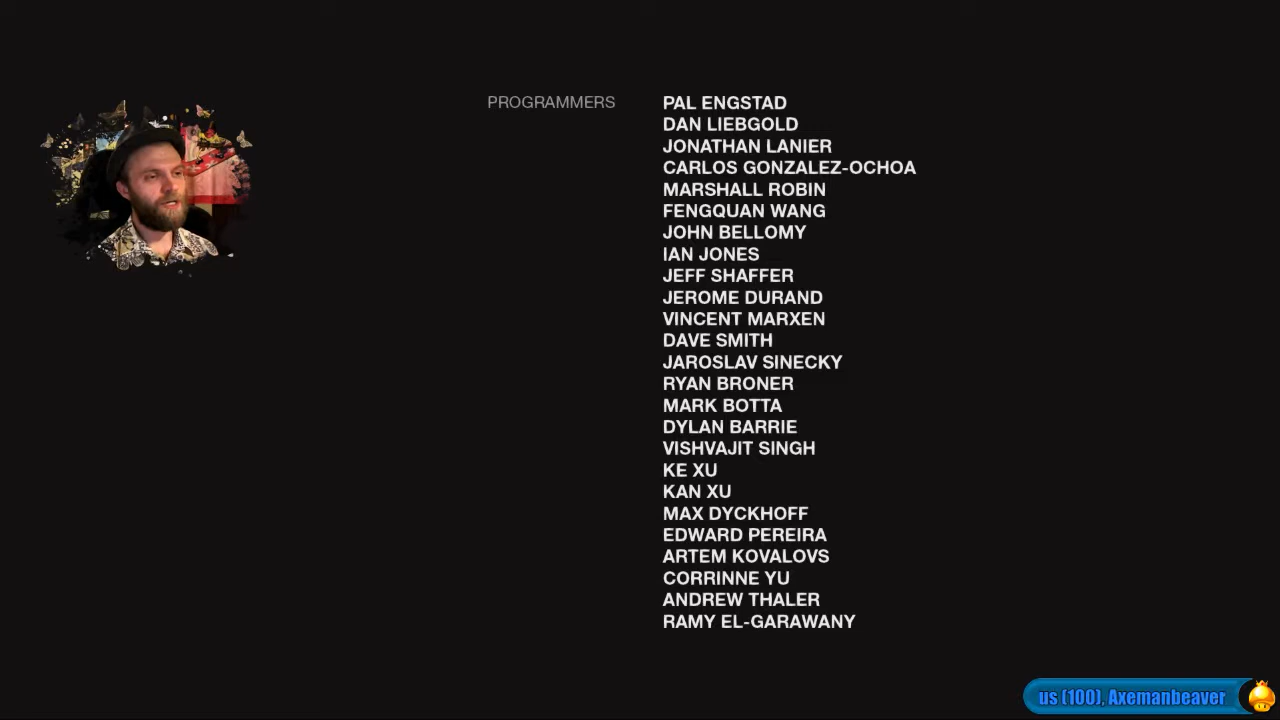 PROGRAMMERS
PAL ENGSTAD
DAN LIEBGOLD
JONATHAN LANIER
CARLOS GONZALEZ-OCHOA
MARSHALL ROBIN
FENGQUAN WANG
JOHN BELLOMY
IAN JONES
JEFF SHAFFER
JEROME DURAND
VINCENT MARXEN
DAVE SMITH
JAROSLAV SINECKY
RYAN BRONER
MARK BOTTA
DYLAN BARRIE
VISHVAJIT SINGH
KE XU
KAN XU
MAX DYCKHOFF
EDWARD PEREIRA
ARTEM KOVALOVS
CORRINNE YU
ANDREW THALER
RAMY EL-GARAWANY
us (100), Axemanbeaver